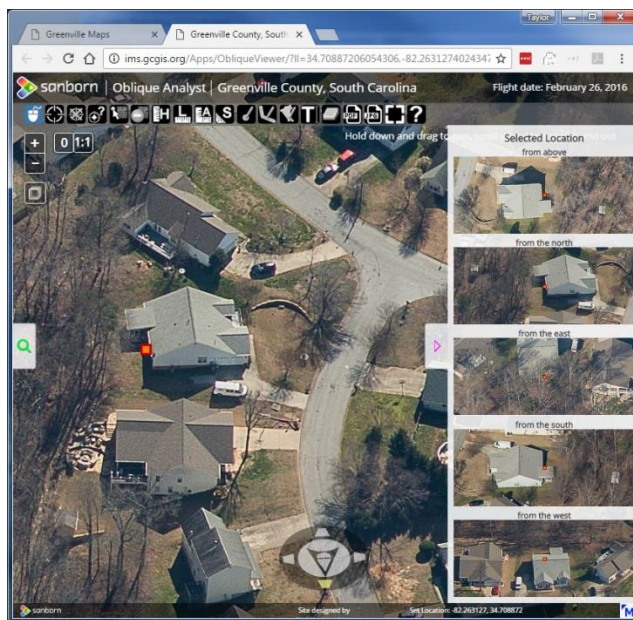 Taylor
Greenville Maps
Greenville County, South
ims.gcgis.org/Apps/ObliqueViewer/?ll=34.70887206054306,-82.2631274024347
sanborn | Oblique Analyst | Greenville County, South Carolina
Flight date: February 26, 2016
H L EA S T PDF JPG ?
Hold down and drag to
+ 0 1:1
−
Selected Location
from above
from the north
from the east
from the south
from the west
sanborn
Site designed by
Set Location: -82.263127, 34.708872
M